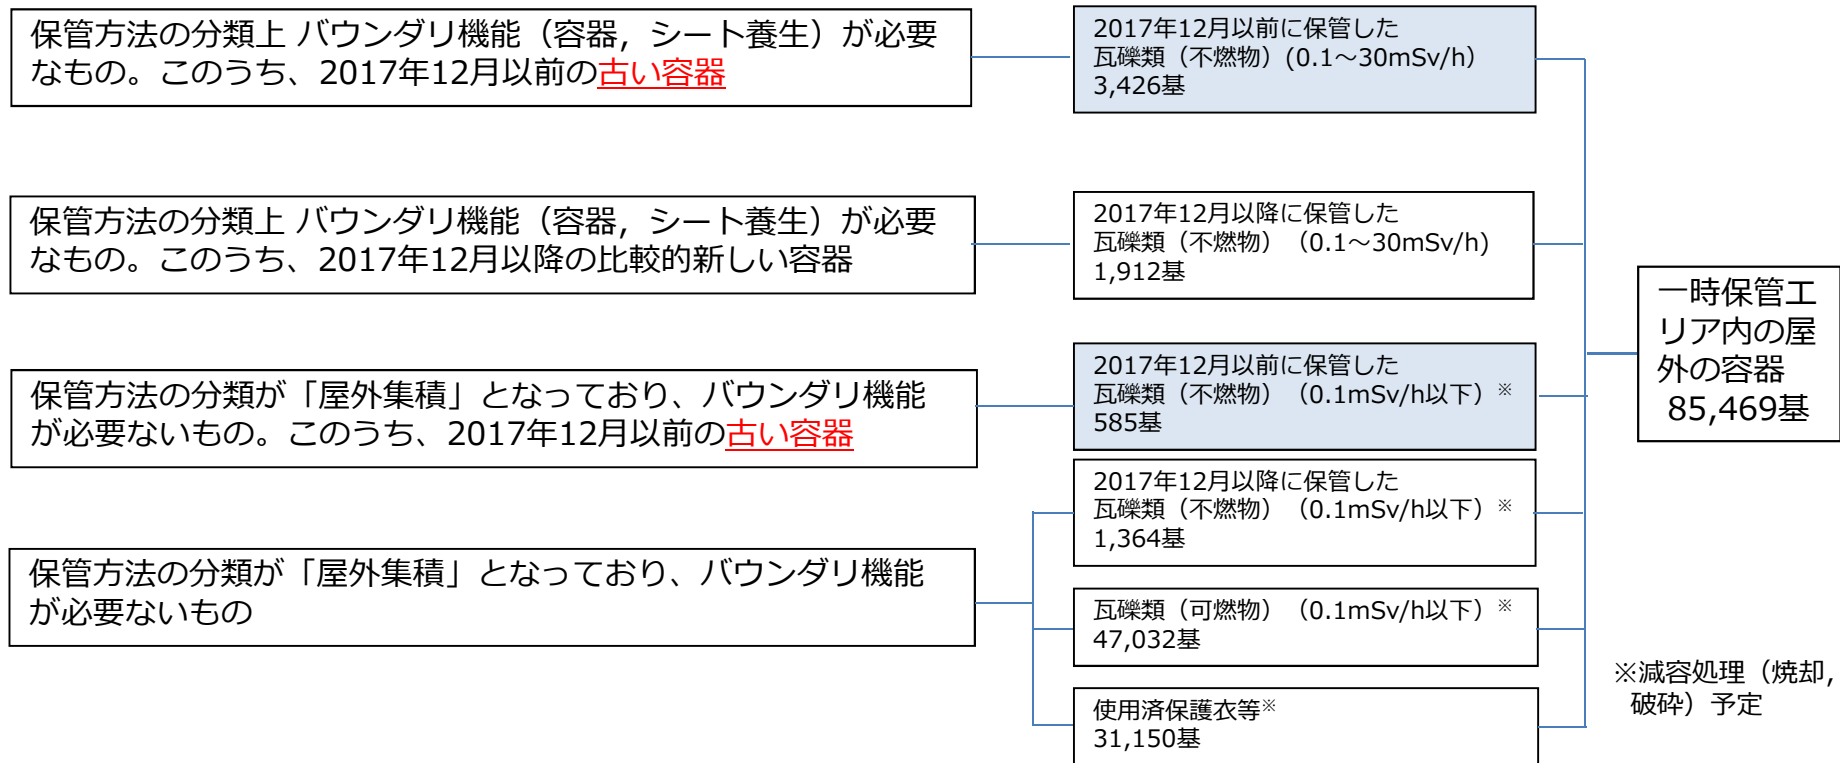 保管方法の分類上 バウンダリ機能（容器，シート養生）が必要
なもの。このうち、2017年12月以前の古い容器
2017年12月以前に保管した
瓦礫類（不燃物）(0.1～30mSv/h）
3,426基
保管方法の分類上 バウンダリ機能（容器，シート養生）が必要
なもの。このうち、2017年12月以降の比較的新しい容器
2017年12月以降に保管した
瓦礫類（不燃物）（0.1～30mSv/h)
1,912基
保管方法の分類が「屋外集積」となっており、バウンダリ機能
が必要ないもの。このうち、2017年12月以前の古い容器
2017年12月以前に保管した
瓦礫類（不燃物）（0.1mSv/h以下）※
585基
保管方法の分類が「屋外集積」となっており、バウンダリ機能
が必要ないもの
2017年12月以降に保管した
瓦礫類（不燃物）（0.1mSv/h以下）※
1,364基
瓦礫類（可燃物）（0.1mSv/h以下）※
47,032基
使用済保護衣等※
31,150基
一時保管エ
リア内の屋
外の容器
85,469基
※減容処理（焼却，
破砕）予定